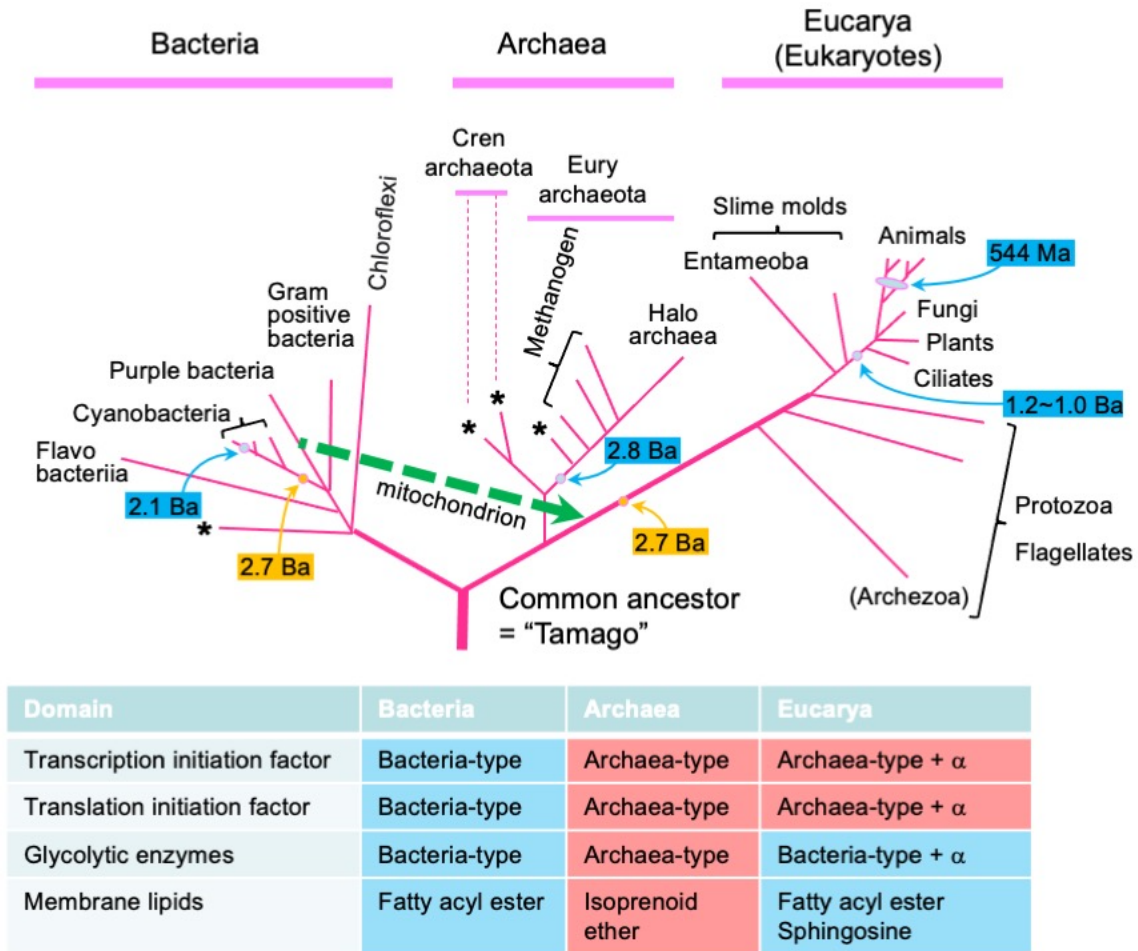 Bacteria
Archaea
Eucarya
(Eukaryotes)
Cren
archaeota
Eury
archaeota
Chloroflexi
Gram
positive
bacteria
Purple bacteria
Cyanobacteria
Flavo
bacteriia
*
2.1 Ba
2.7 Ba
mitochondrion
Methanogen
*
*
*
Halo
archaea
2.8 Ba
2.7 Ba
Slime molds
Entameoba
Animals
544 Ma
Fungi
Plants
Ciliates
1.2~1.0 Ba
Protozoa
Flagellates
(Archezoa)
Common ancestor
= “Tamago”
Domain Bacteria Archaea Eucarya
Transcription initiation factor Bacteria-type Archaea-type Archaea-type + α
Translation initiation factor Bacteria-type Archaea-type Archaea-type + α
Glycolytic enzymes Bacteria-type Archaea-type Bacteria-type + α
Membrane lipids Fatty acyl ester Isoprenoid Fatty acyl ester
ether Sphingosine